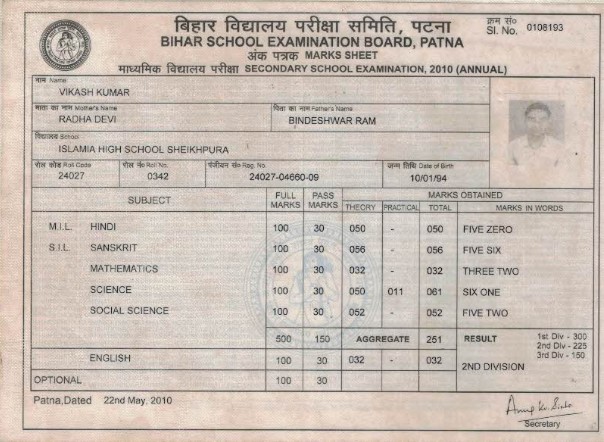 बिहार विद्यालय परीक्षा समिति, पटना
क्रम सं० Sl. No. 0108193
BIHAR SCHOOL EXAMINATION BOARD, PATNA
अंक पत्रक MARKS SHEET
माध्यमिक विद्यालय परीक्षा SECONDARY SCHOOL EXAMINATION, 2010 (ANNUAL)
नाम Name
VIKASH KUMAR
माता का नाम Mother's Name पिता का नाम Father's Name
RADHA DEVI BINDESHWAR RAM
विद्यालय School
ISLAMIA HIGH SCHOOL SHEIKHPURA
रोल कोड Roll Code रोल सं० Roll No. पंजीयन सं० Reg. No. जन्म तिथि Date of Birth
24027 0342 24027-04660-09 10/01/94
SUBJECT FULL MARKS PASS MARKS MARKS OBTAINED
THEORY PRACTICAL TOTAL MARKS IN WORDS
M.I.L. HINDI 100 30 050 - 050 FIVE ZERO
S.I.L. SANSKRIT 100 30 056 - 056 FIVE SIX
MATHEMATICS 100 30 032 - 032 THREE TWO
SCIENCE 100 30 050 011 061 SIX ONE
SOCIAL SCIENCE 100 30 052 - 052 FIVE TWO
500 150 AGGREGATE 251 RESULT 1st Div - 300
2nd Div - 225
3rd Div - 150
ENGLISH 100 30 032 - 032 2ND DIVISION
OPTIONAL 100 30
Patna,Dated 22nd May, 2010
Secretary